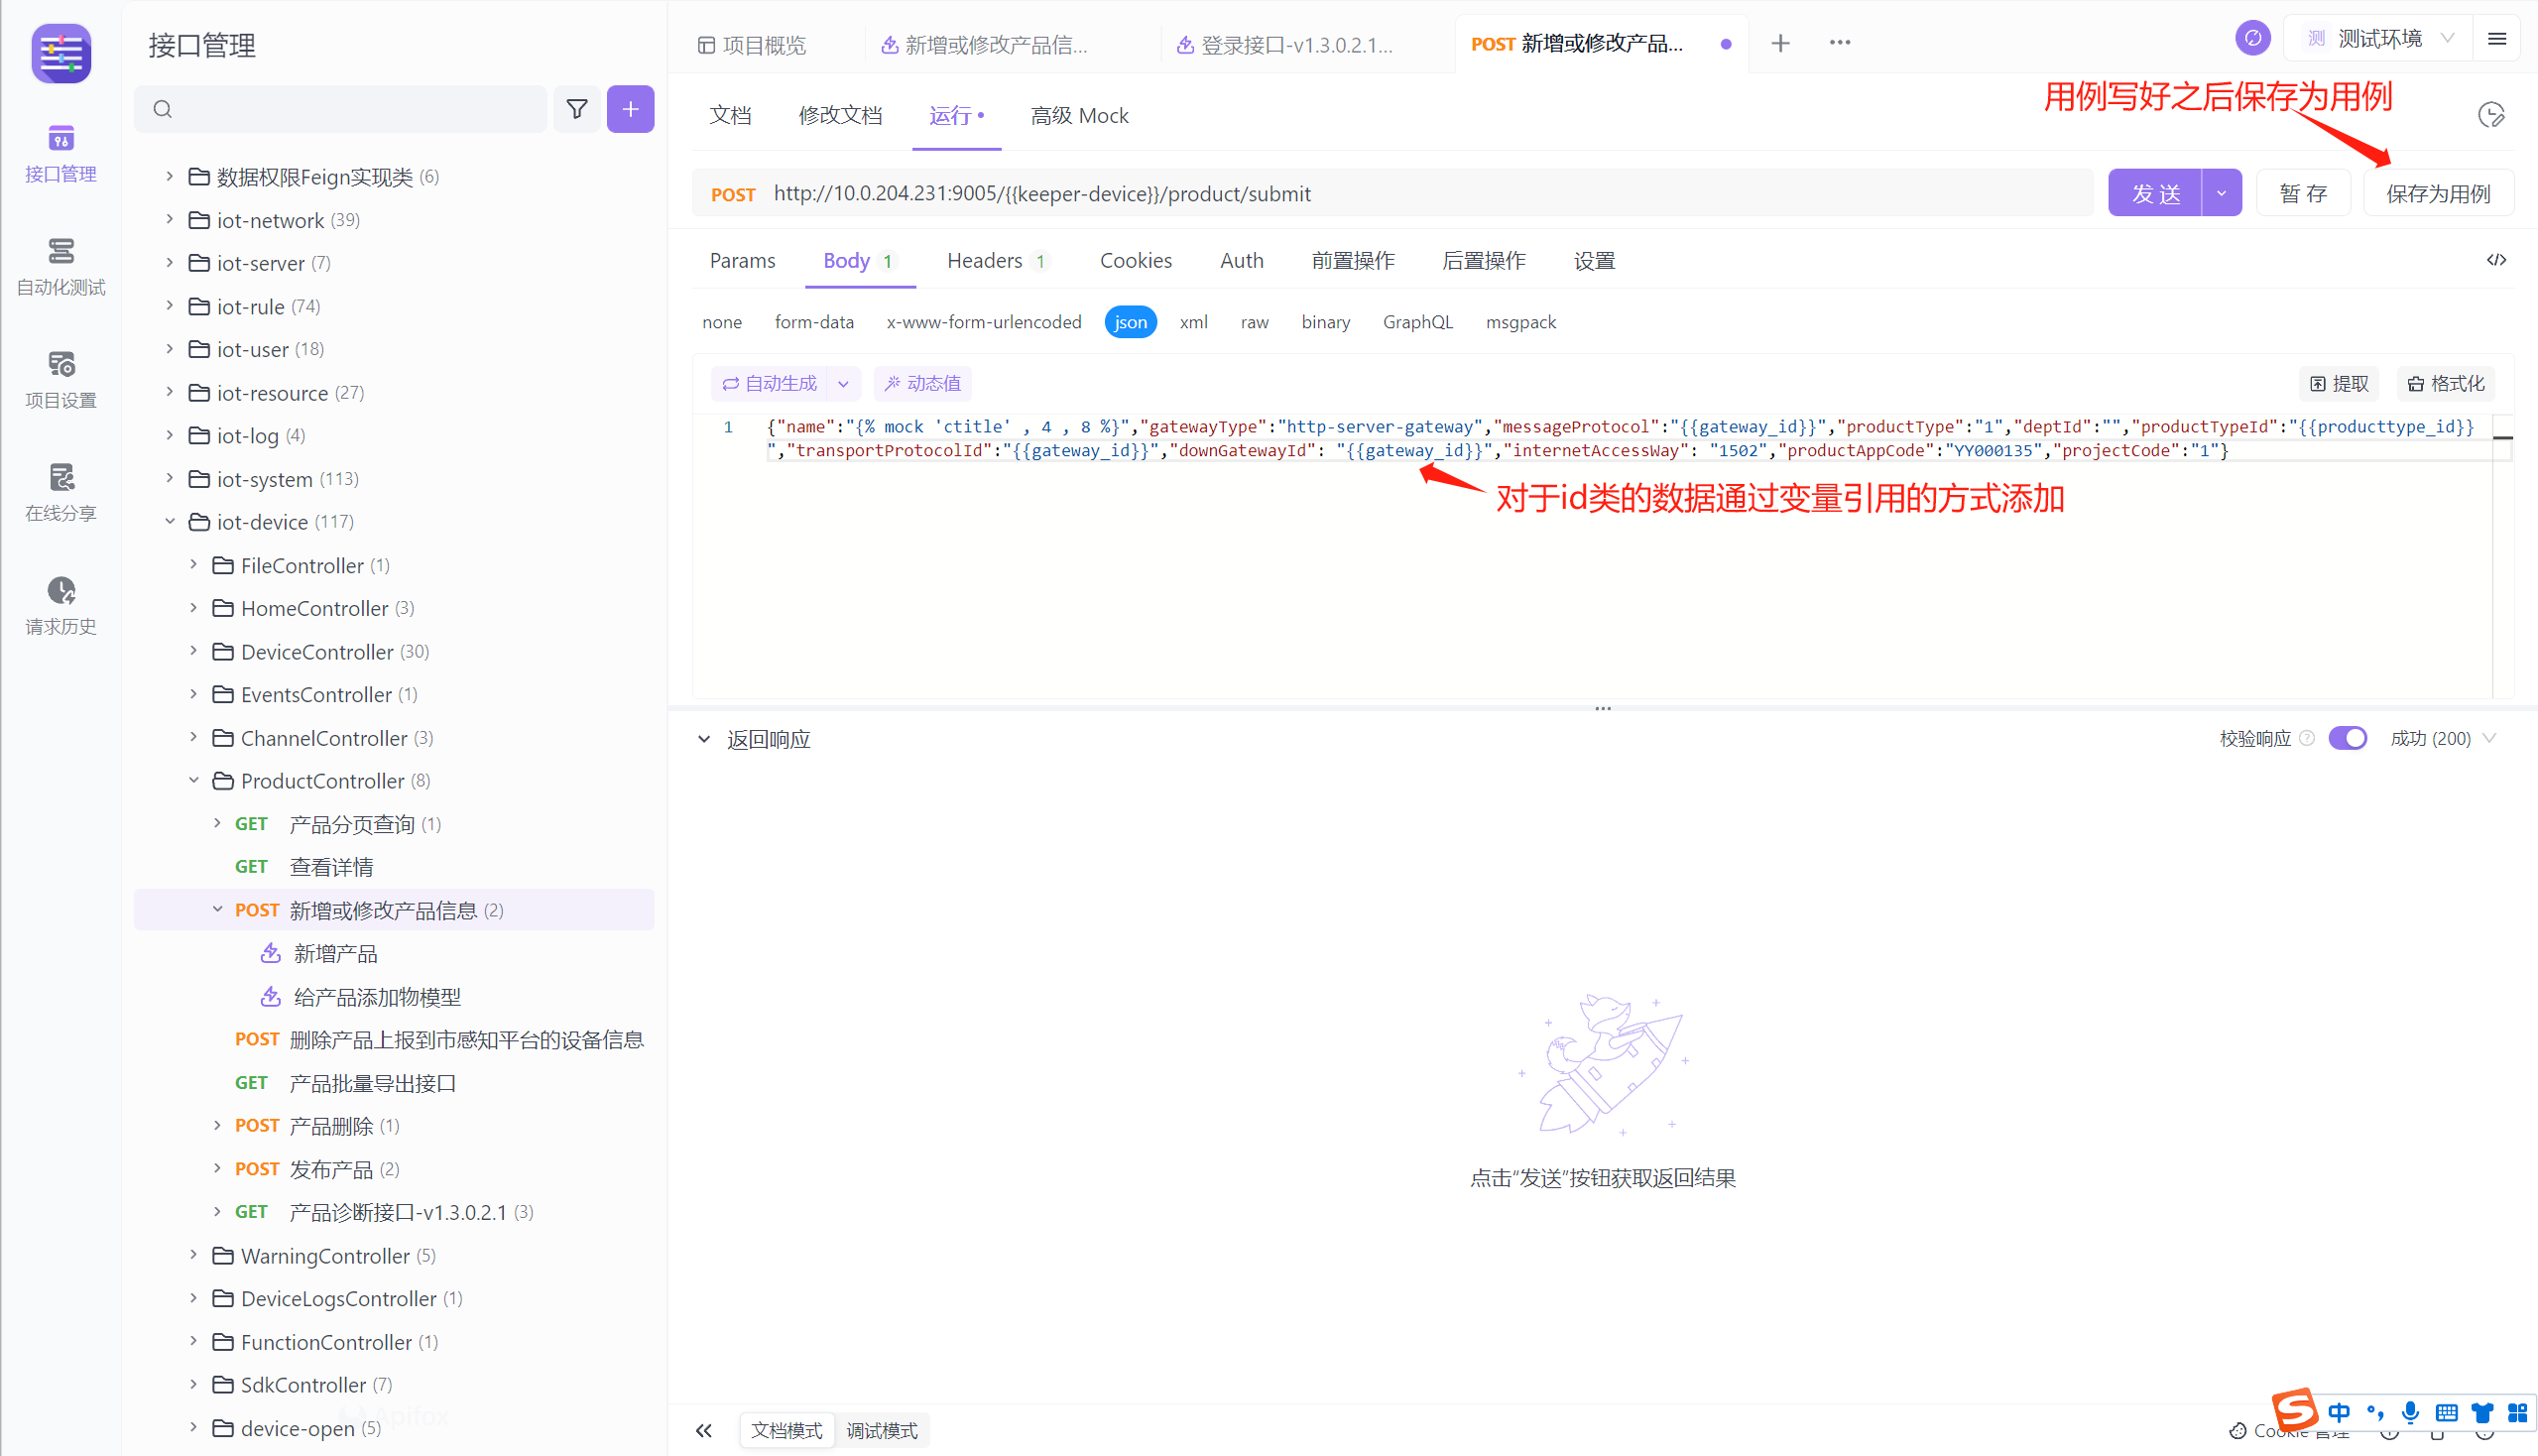 接口管理
自动化测试
项目设置
在线分享
请求历史
接口管理
数据权限Feign实现类 (6)
iot-network (39)
iot-server (7)
iot-rule (74)
iot-user (18)
iot-resource (27)
iot-log (4)
iot-system (113)
iot-device (117)
FileController (1)
HomeController (3)
DeviceController (30)
EventsController (1)
ChannelController (3)
ProductController (8)
GET 产品分页查询 (1)
GET 查看详情
POST 新增或修改产品信息 (2)
新增产品
给产品添加物模型
POST 删除产品上报到市感知平台的设备信息
GET 产品批量导出接口
POST 产品删除 (1)
POST 发布产品 (2)
GET 产品诊断接口-v1.3.0.2.1 (3)
WarningController (5)
DeviceLogsController (1)
FunctionController (1)
SdkController (7)
device-open (5)
Apifox
项目概览 新增或修改产品信... 登录接口-v1.3.0.2.1... POST 新增或修改产品...
测 测试环境
用例写好之后保存为用例
文档 修改文档 运行 高级 Mock
POST http://10.0.204.231:9005/{{keeper-device}}/product/submit
发 送 暂 存 保存为用例
Params Body 1 Headers 1 Cookies Auth 前置操作 后置操作 设置
none form-data x-www-form-urlencoded json xml raw binary GraphQL msgpack
自动生成 动态值 提取 格式化
1 {"name":"{% mock 'ctitle' , 4 , 8 %}","gatewayType":"http-server-gateway","messageProtocol":"{{gateway_id}}","productType":"1","deptId":"","productTypeId":"{{producttype_id}}
","transportProtocolId":"{{gateway_id}}","downGatewayId": "{{gateway_id}}","internetAccessWay": "1502","productAppCode":"YY000135","projectCode":"1"}
对于id类的数据通过变量引用的方式添加
返回响应 校验响应 成功 (200)
点击“发送”按钮获取返回结果
文档模式 调试模式
S 中